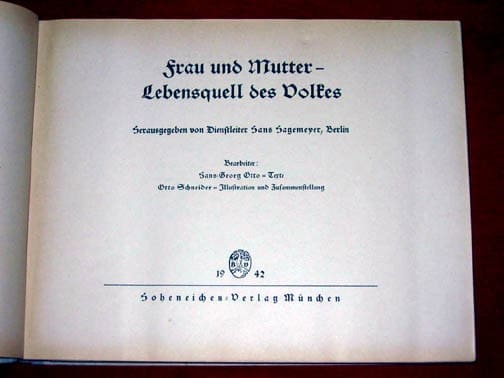 Frau und Mutter –
Lebensquell des Volkes
Herausgegeben von Dienstleiter Hans Hagemeyer, Berlin
Bearbeiter:
Hans-Georg Otto – Texte
Otto Schneider – Illustration und Zusammenstellung
19 42
Hoheneichen-Verlag München